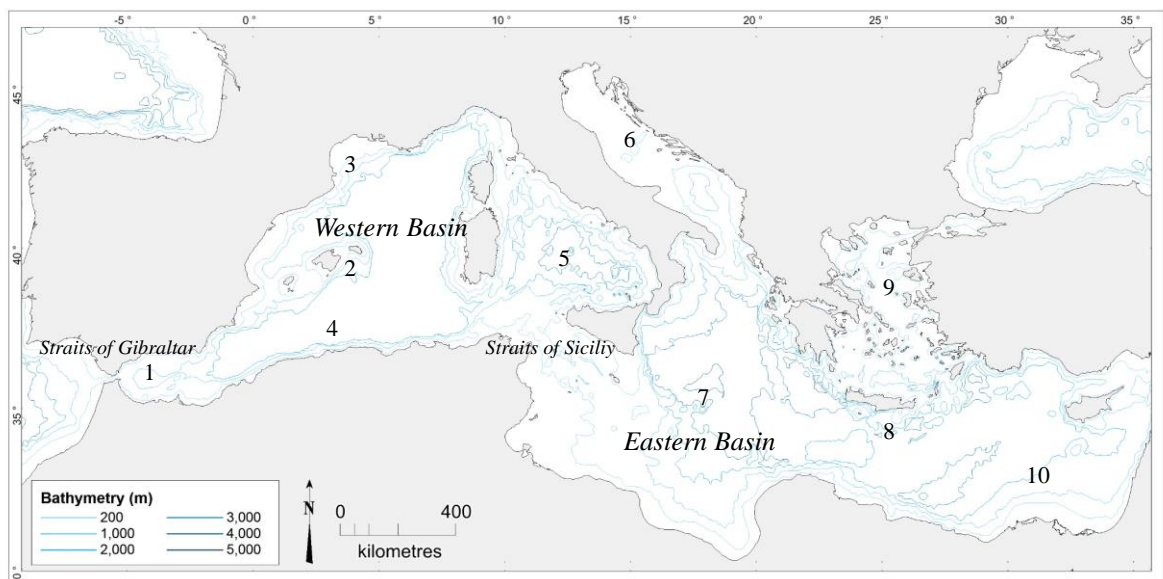 -5 ° 0 ° 5 ° 10 ° 15 ° 20 ° 25 ° 30 ° 35 °
45 °
40 °
35 °
0 °
6
3
Western Basin
5
2
9
4
Straits of Gibraltar
Straits of Siciliy
1
7
8
Eastern Basin
10
Bathymetry (m)
200 3,000
1,000 4,000
2,000 5,000
N
0 400
kilometres